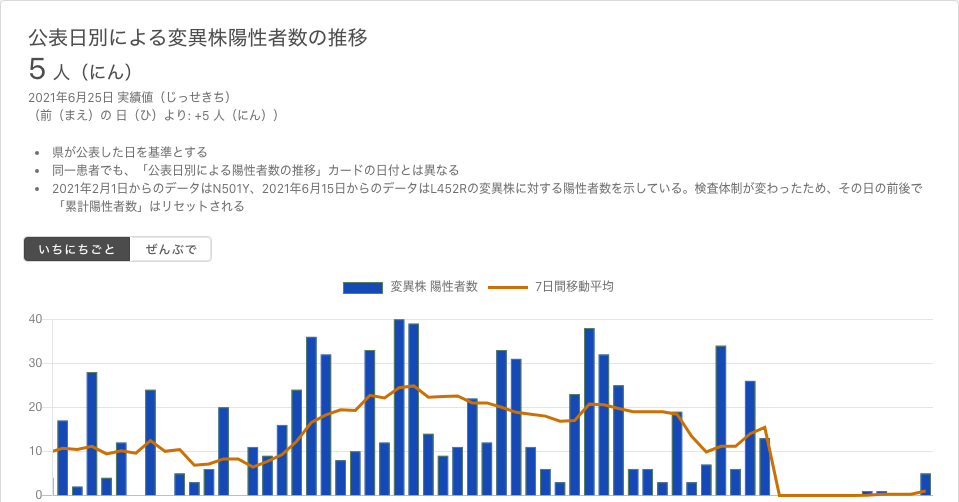 公表日別による変異株陽性者数の推移
5 人（にん）
2021年6月25日 実績値（じっせきち）
（前（まえ）の 日（ひ）より: +5 人（にん））
• 県が公表した日を基準とする
• 同一患者でも、「公表日別による陽性者数の推移」カードの日付とは異なる
• 2021年2月1日からのデータはN501Y、2021年6月15日からのデータはL452Rの変異株に対する陽性者数を示している。検査体制が変わったため、その日の前後で
「累計陽性者数」はリセットされる
いちにちごと ぜんぶで
変異株 陽性者数 7日間移動平均
40
30
20
10
0